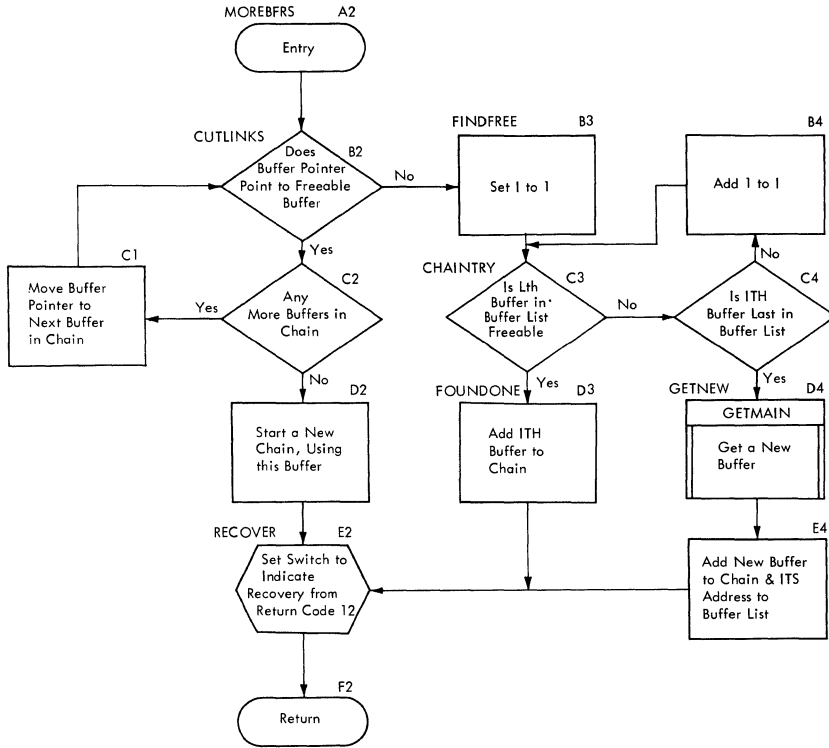 MOREBFRS A2
Entry
CUTLINKS
B2
Does
Buffer Pointer
Point to Freeable
Buffer
No
Yes
FINDFREE B3
Set I to 1
B4
Add 1 to I
C1
Move Buffer
Pointer to
Next Buffer
in Chain
C2
Any
More Buffers in
Chain
Yes
No
CHAINTRY
C3
Is Lth
Buffer in
Buffer List
Freeable
No
Yes
C4
Is ITH
Buffer Last in
Buffer List
No
Yes
D2
Start a New
Chain, Using
this Buffer
FOUNDONE D3
Add ITH
Buffer to
Chain
GETNEW D4
GETMAIN
Get a New
Buffer
RECOVER E2
Set Switch to
Indicate
Recovery from
Return Code 12
E4
Add New Buffer
to Chain & ITS
Address to
Buffer List
F2
Return